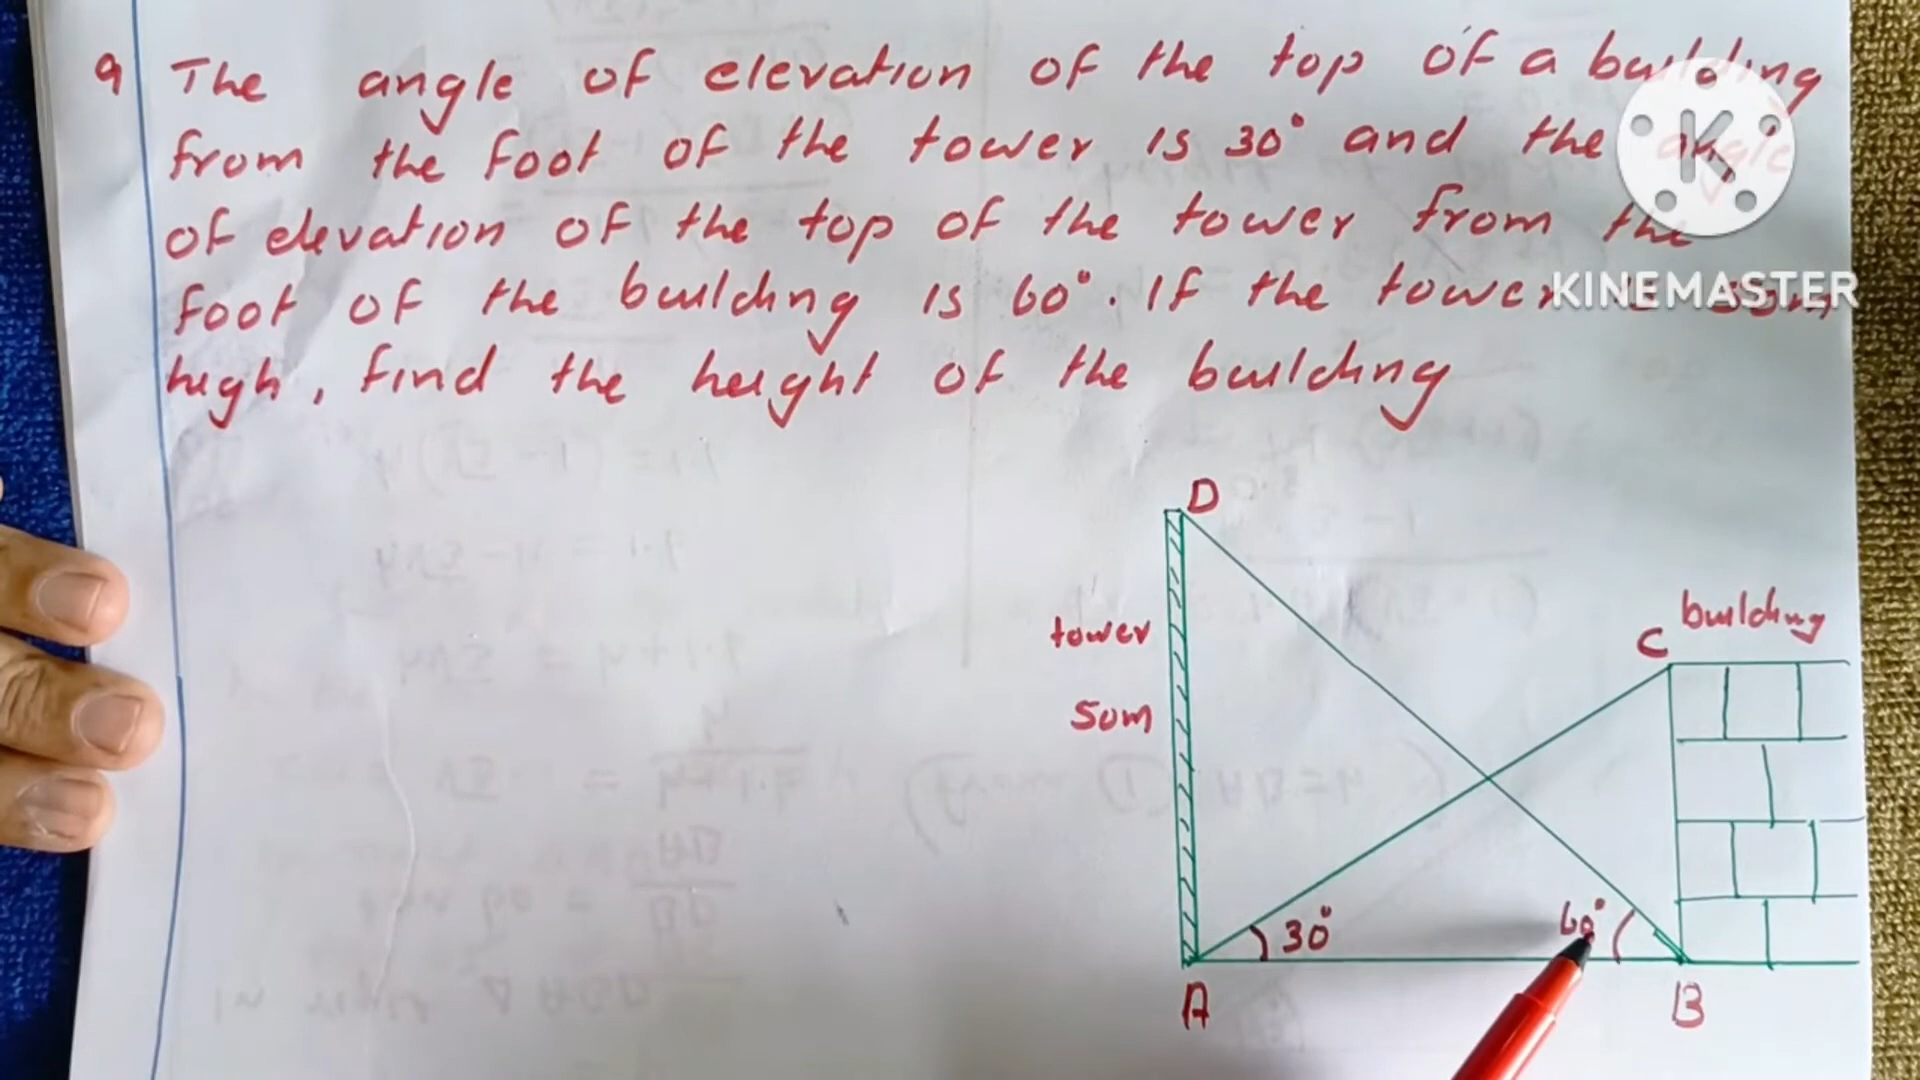 9 The angle of elevation of the top of a building
from the foot of the tower is 30° and the angle
of elevation of the top of the tower from the
foot of the building is 60°. If the tower
high, find the height of the building
KINEMASTER
D
tower
50m
C building
30°
60°
A
B